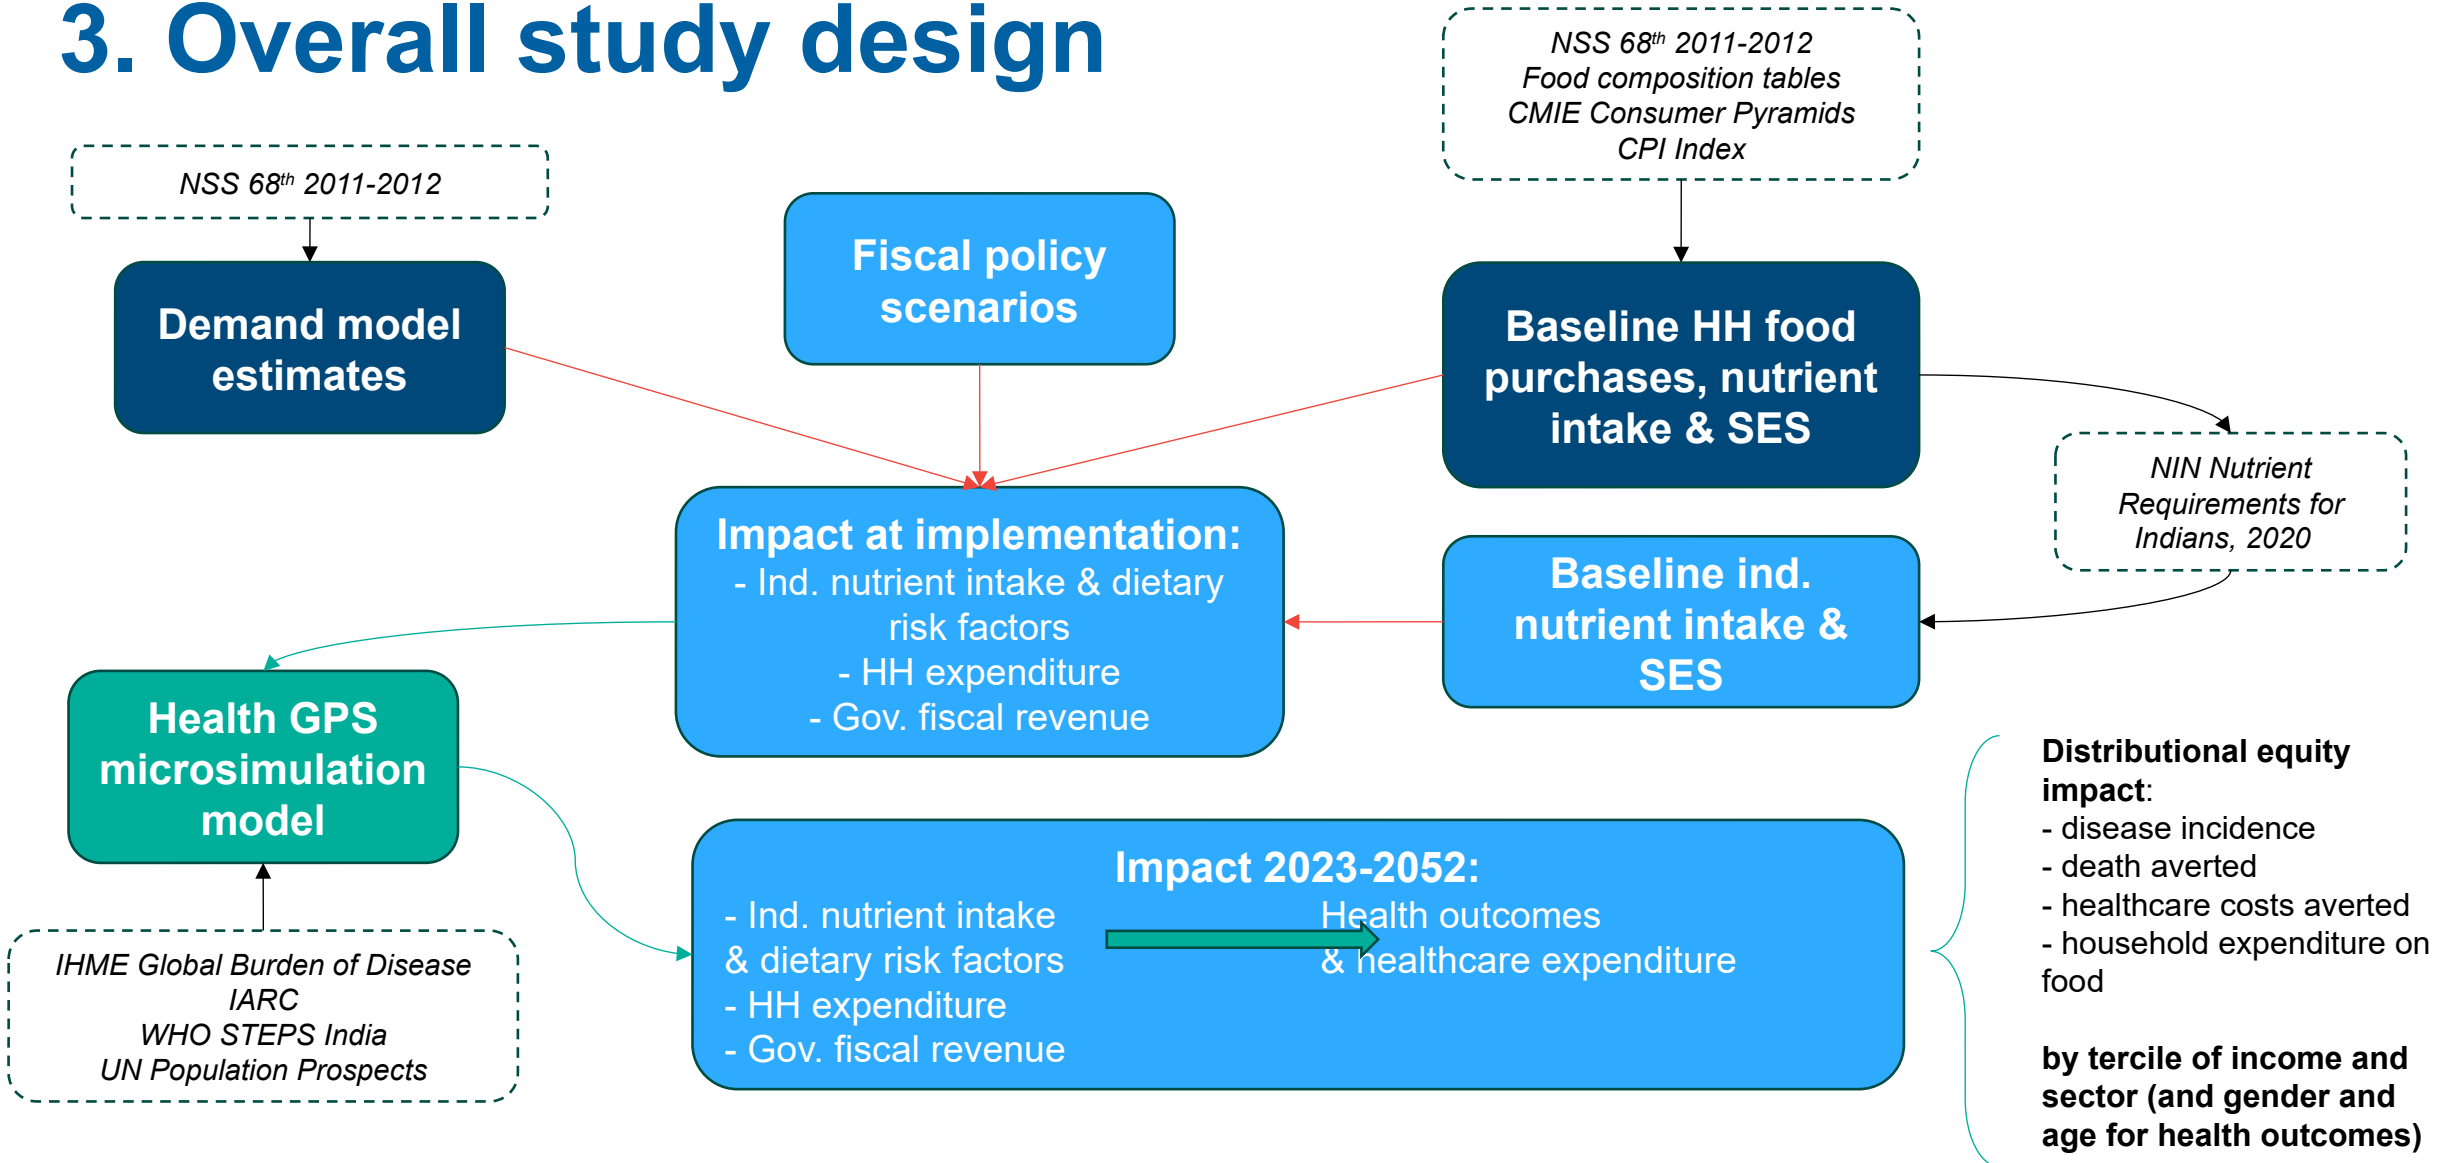 3. Overall study design
NSS 68th 2011-2012
Food composition tables
CMIE Consumer Pyramids
CPI Index
NSS 68th 2011-2012
Fiscal policy
scenarios
Demand model
estimates
Baseline HH food
purchases, nutrient
intake & SES
NIN Nutrient
Requirements for
Indians, 2020
Impact at implementation:
- Ind. nutrient intake & dietary
risk factors
- HH expenditure
- Gov. fiscal revenue
Baseline ind.
nutrient intake &
SES
Health GPS
microsimulation
model
Distributional equity
impact:
- disease incidence
- death averted
- healthcare costs averted
- household expenditure on
food
by tercile of income and
sector (and gender and
age for health outcomes)
Impact 2023-2052:
- Ind. nutrient intake
& dietary risk factors
- HH expenditure
- Gov. fiscal revenue
Health outcomes
& healthcare expenditure
IHME Global Burden of Disease
IARC
WHO STEPS India
UN Population Prospects